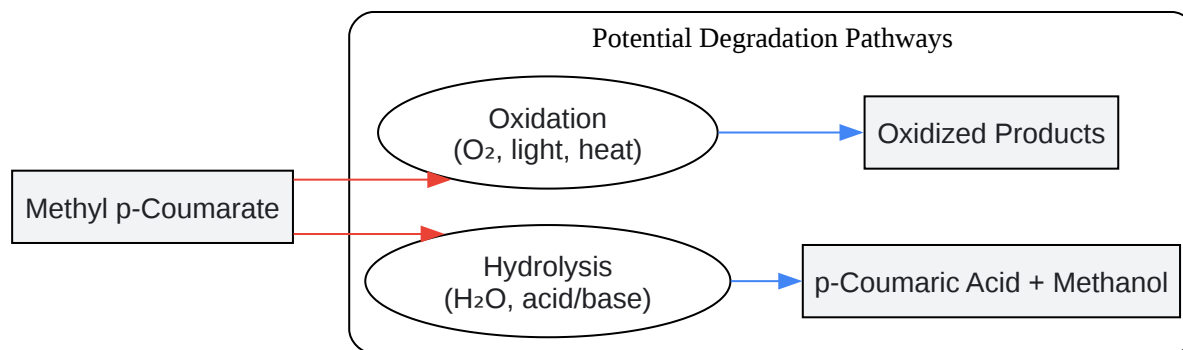 Potential Degradation Pathways
Oxidation
(O₂, light, heat)
Oxidized Products
Methyl p-Coumarate
Hydrolysis
(H₂O, acid/base)
p-Coumaric Acid + Methanol